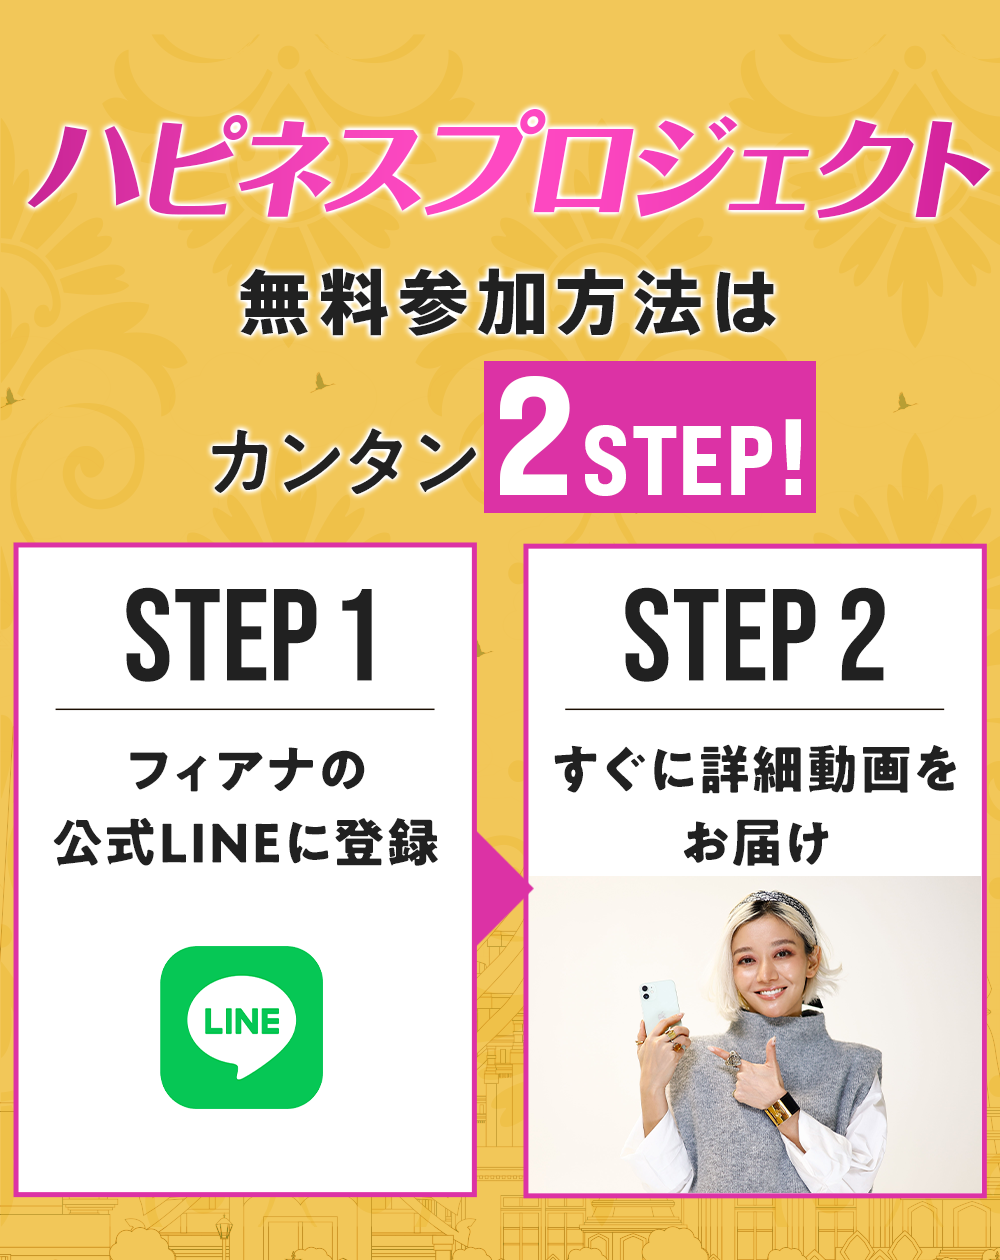 ハピネスプロジェクト
無料参加方法は
カンタン2STEP!
STEP 1
フィアナの
公式LINEに登録
LINE
STEP 2
すぐに詳細動画を
お届け